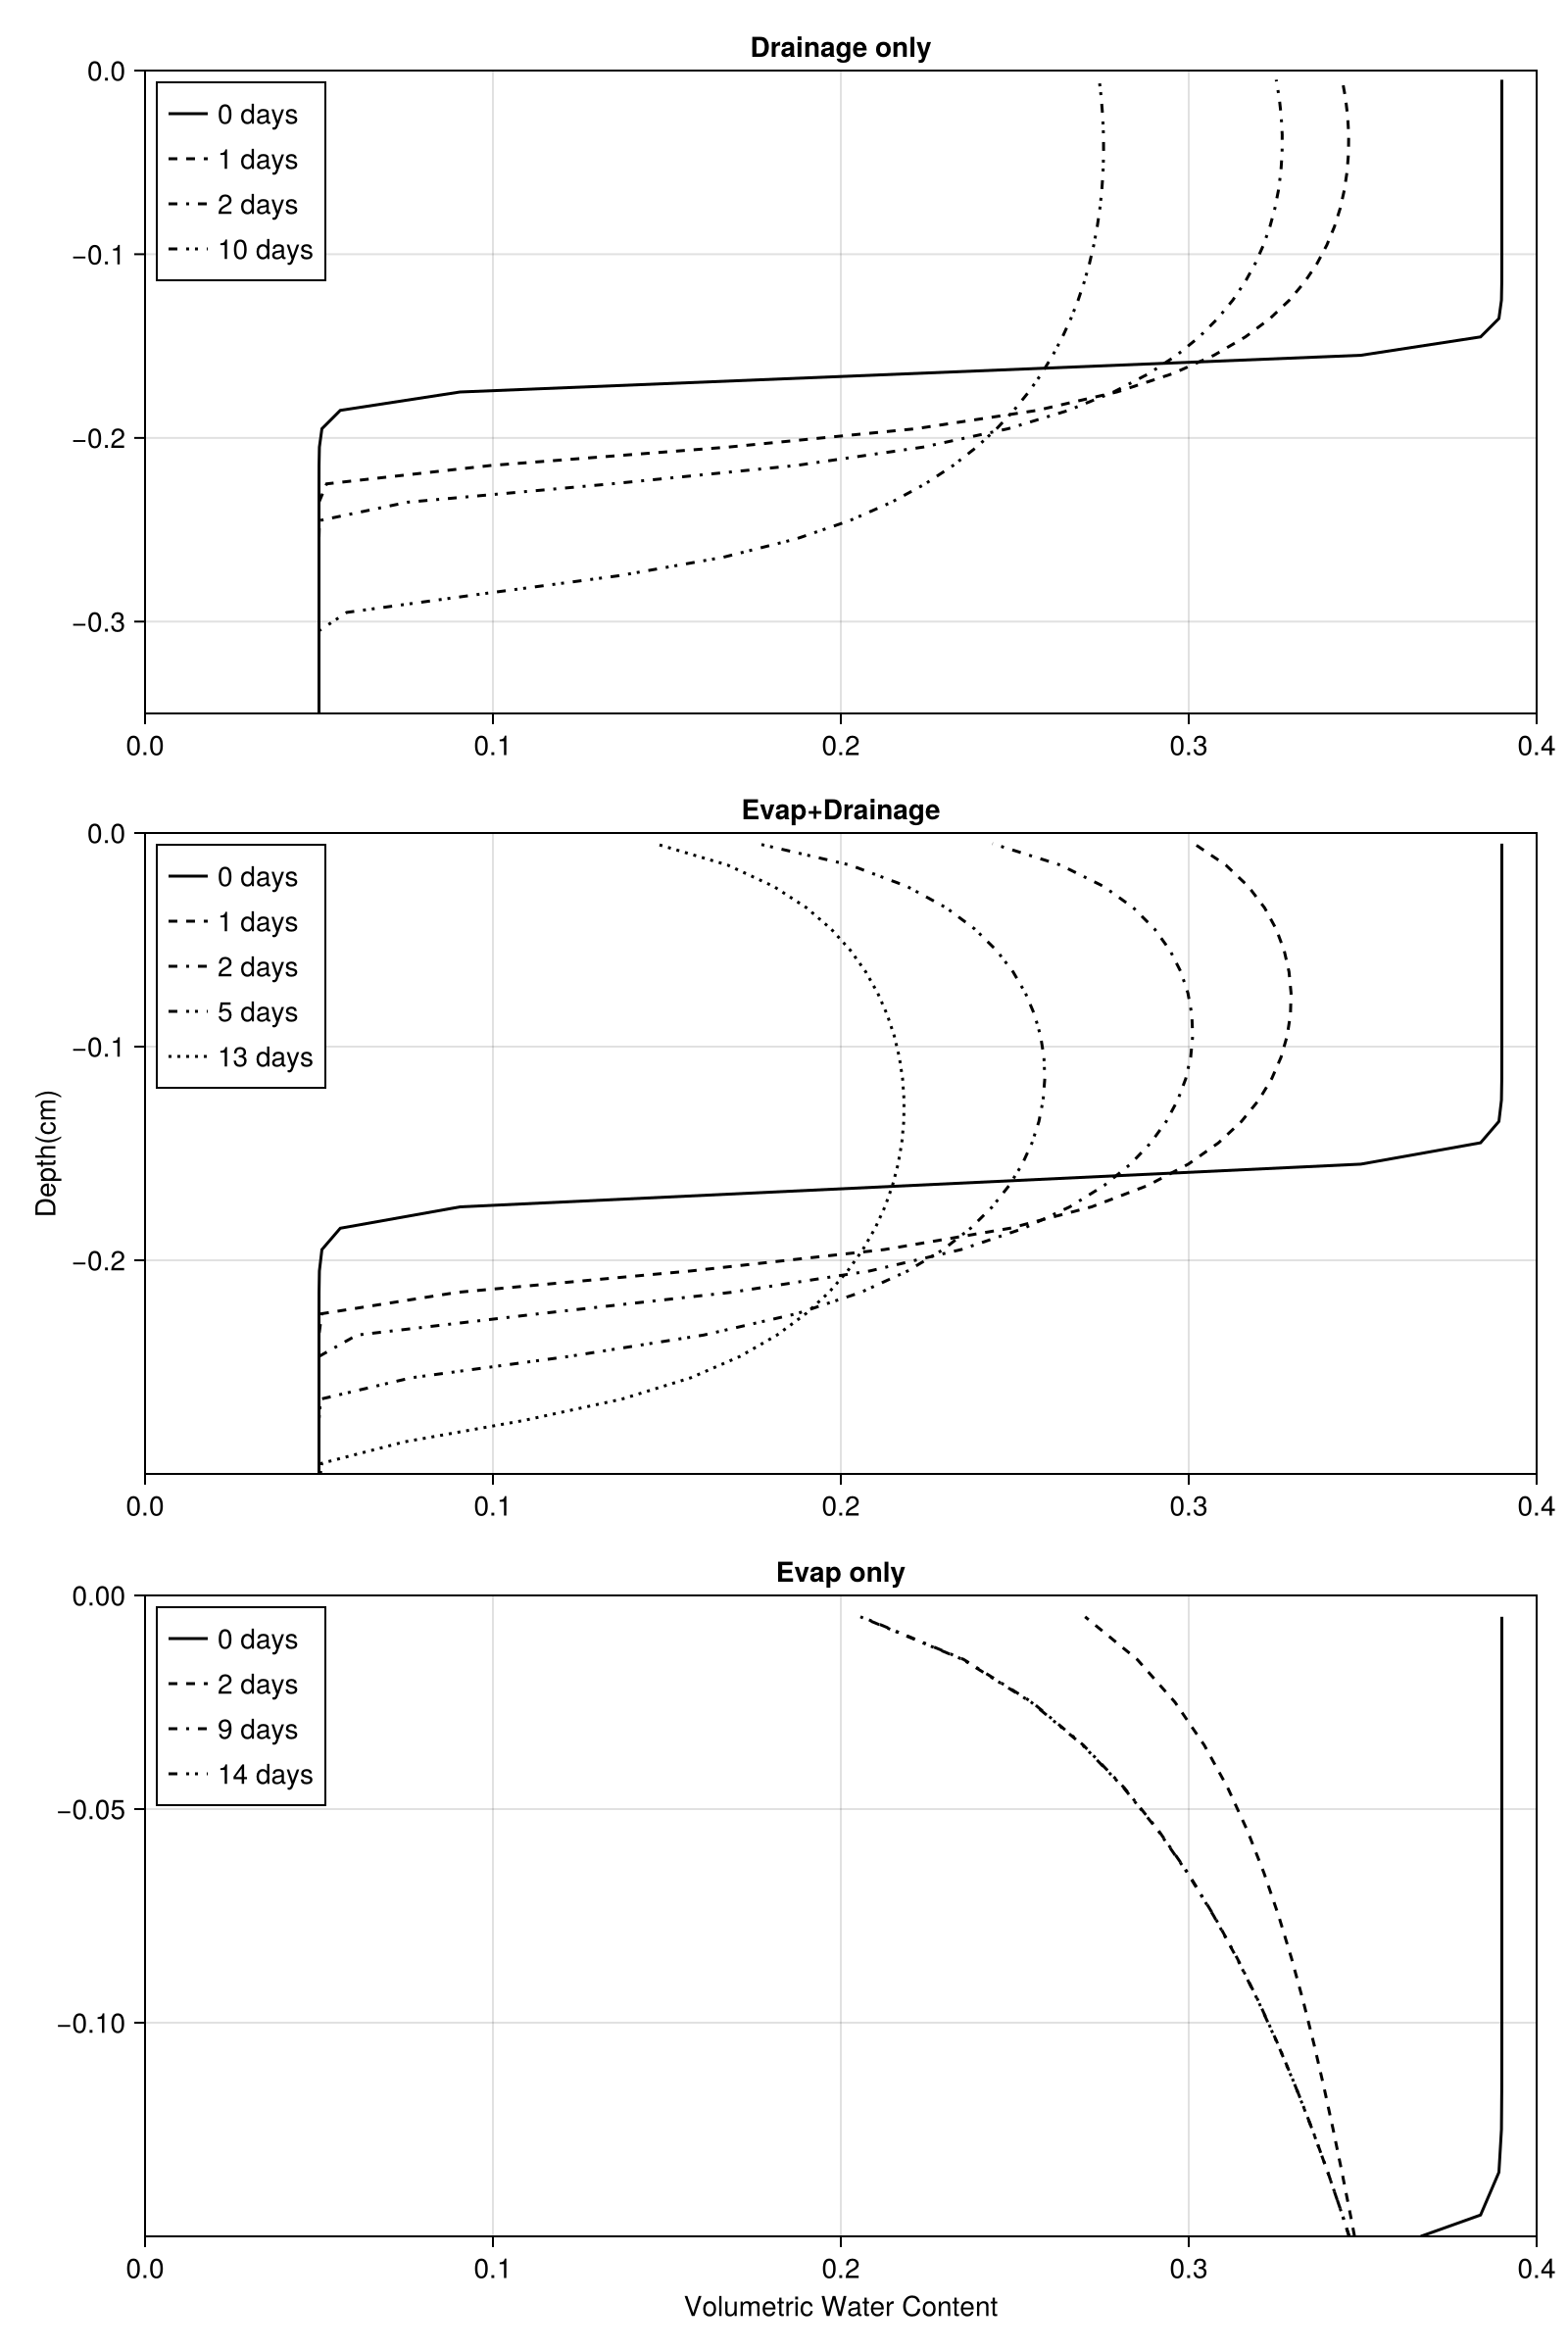 Drainage only
0.0
−0.1
−0.2
−0.3
0 days
1 days
2 days
10 days
0.0 0.1 0.2 0.3 0.4
Evap+Drainage
0.0
−0.1
−0.2
0 days
1 days
2 days
5 days
13 days
Depth(cm)
0.0 0.1 0.2 0.3 0.4
Evap only
0.00
−0.05
−0.10
0 days
2 days
9 days
14 days
0.0 0.1 0.2 0.3 0.4
Volumetric Water Content